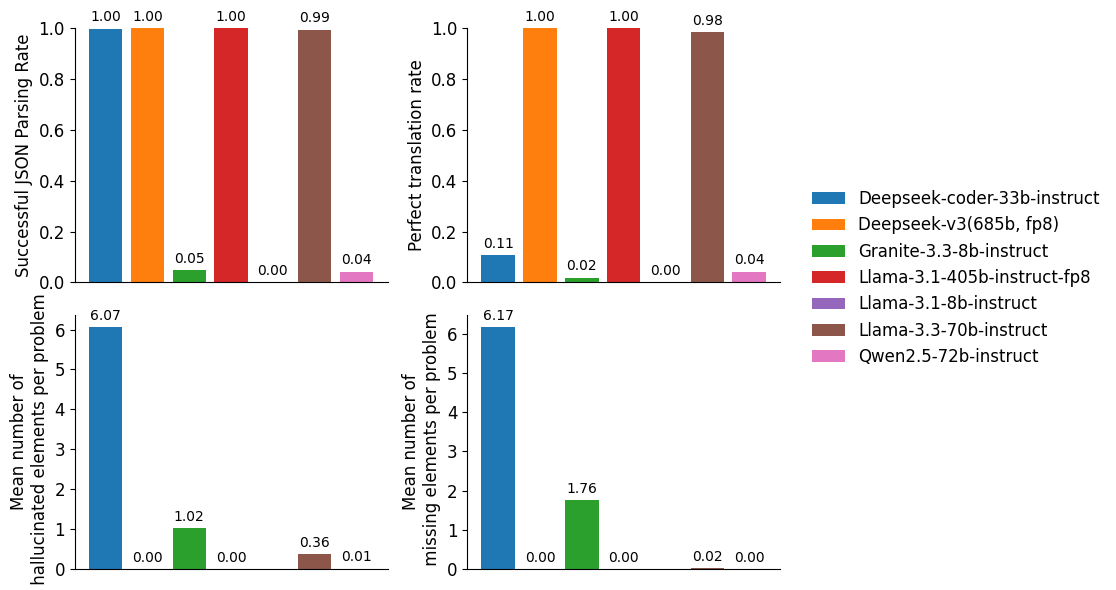 1.00 1.00 1.00 0.99
1.0
0.8
0.6
0.4
0.2
0.0
Successful JSON Parsing Rate
0.05 0.00 0.04
1.00 1.00 0.98
1.0
0.8
0.6
0.4
0.2
0.0
Perfect translation rate
0.11 0.02 0.00 0.04
6.07
6
5
4
3
2
1
0
Mean number of
hallucinated elements per problem
0.00 1.02 0.00 0.36 0.01
6.17
6
5
4
3
2
1
0
Mean number of
missing elements per problem
0.00 1.76 0.00 0.02 0.00
Deepseek-coder-33b-instruct
Deepseek-v3(685b, fp8)
Granite-3.3-8b-instruct
Llama-3.1-405b-instruct-fp8
Llama-3.1-8b-instruct
Llama-3.3-70b-instruct
Qwen2.5-72b-instruct